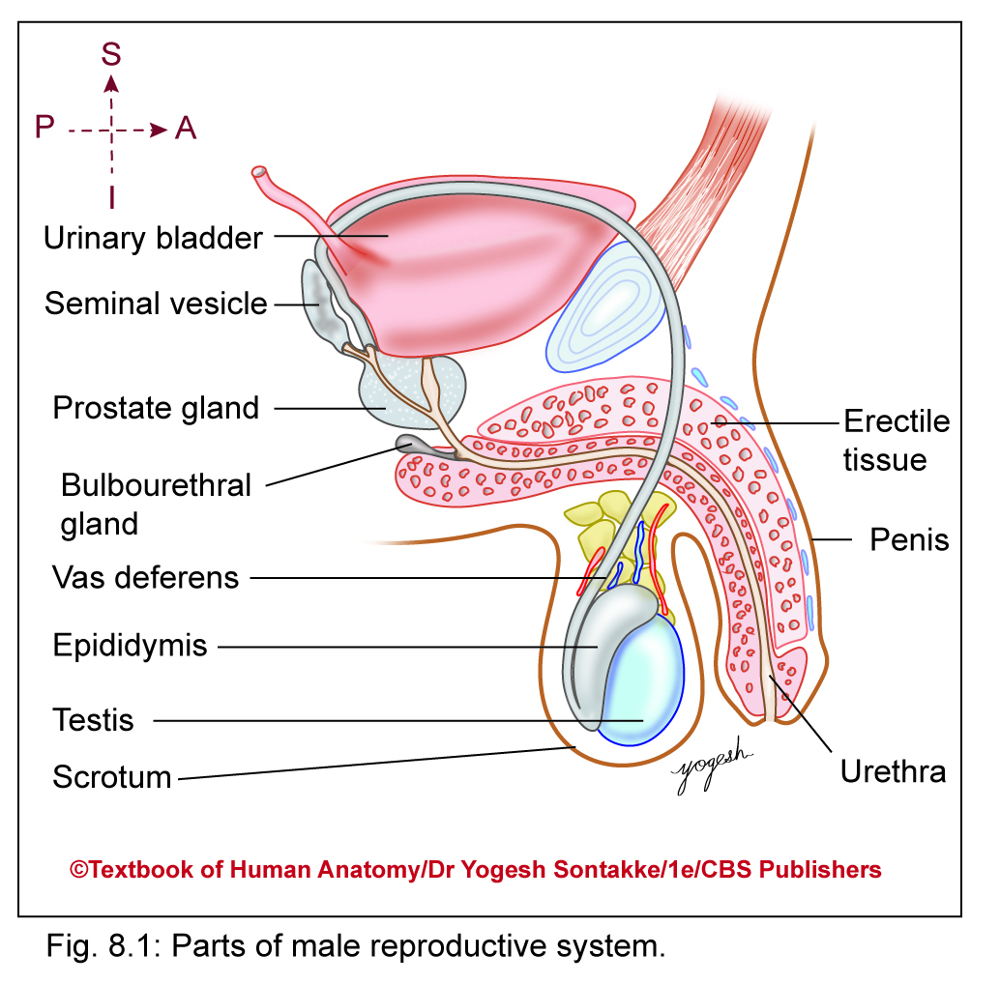 S
P
A
I
Urinary bladder
Seminal vesicle
Prostate gland
Bulbourethral
gland
Vas deferens
Epididymis
Testis
Scrotum
Erectile
tissue
Penis
Urethra
yogesh
©Textbook of Human Anatomy/Dr Yogesh Sontakke/1e/CBS Publishers
Fig. 8.1: Parts of male reproductive system.